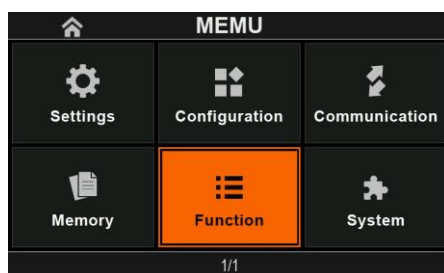 MEMU
Settings
Configuration
Communication
Memory
Function
System
1/1